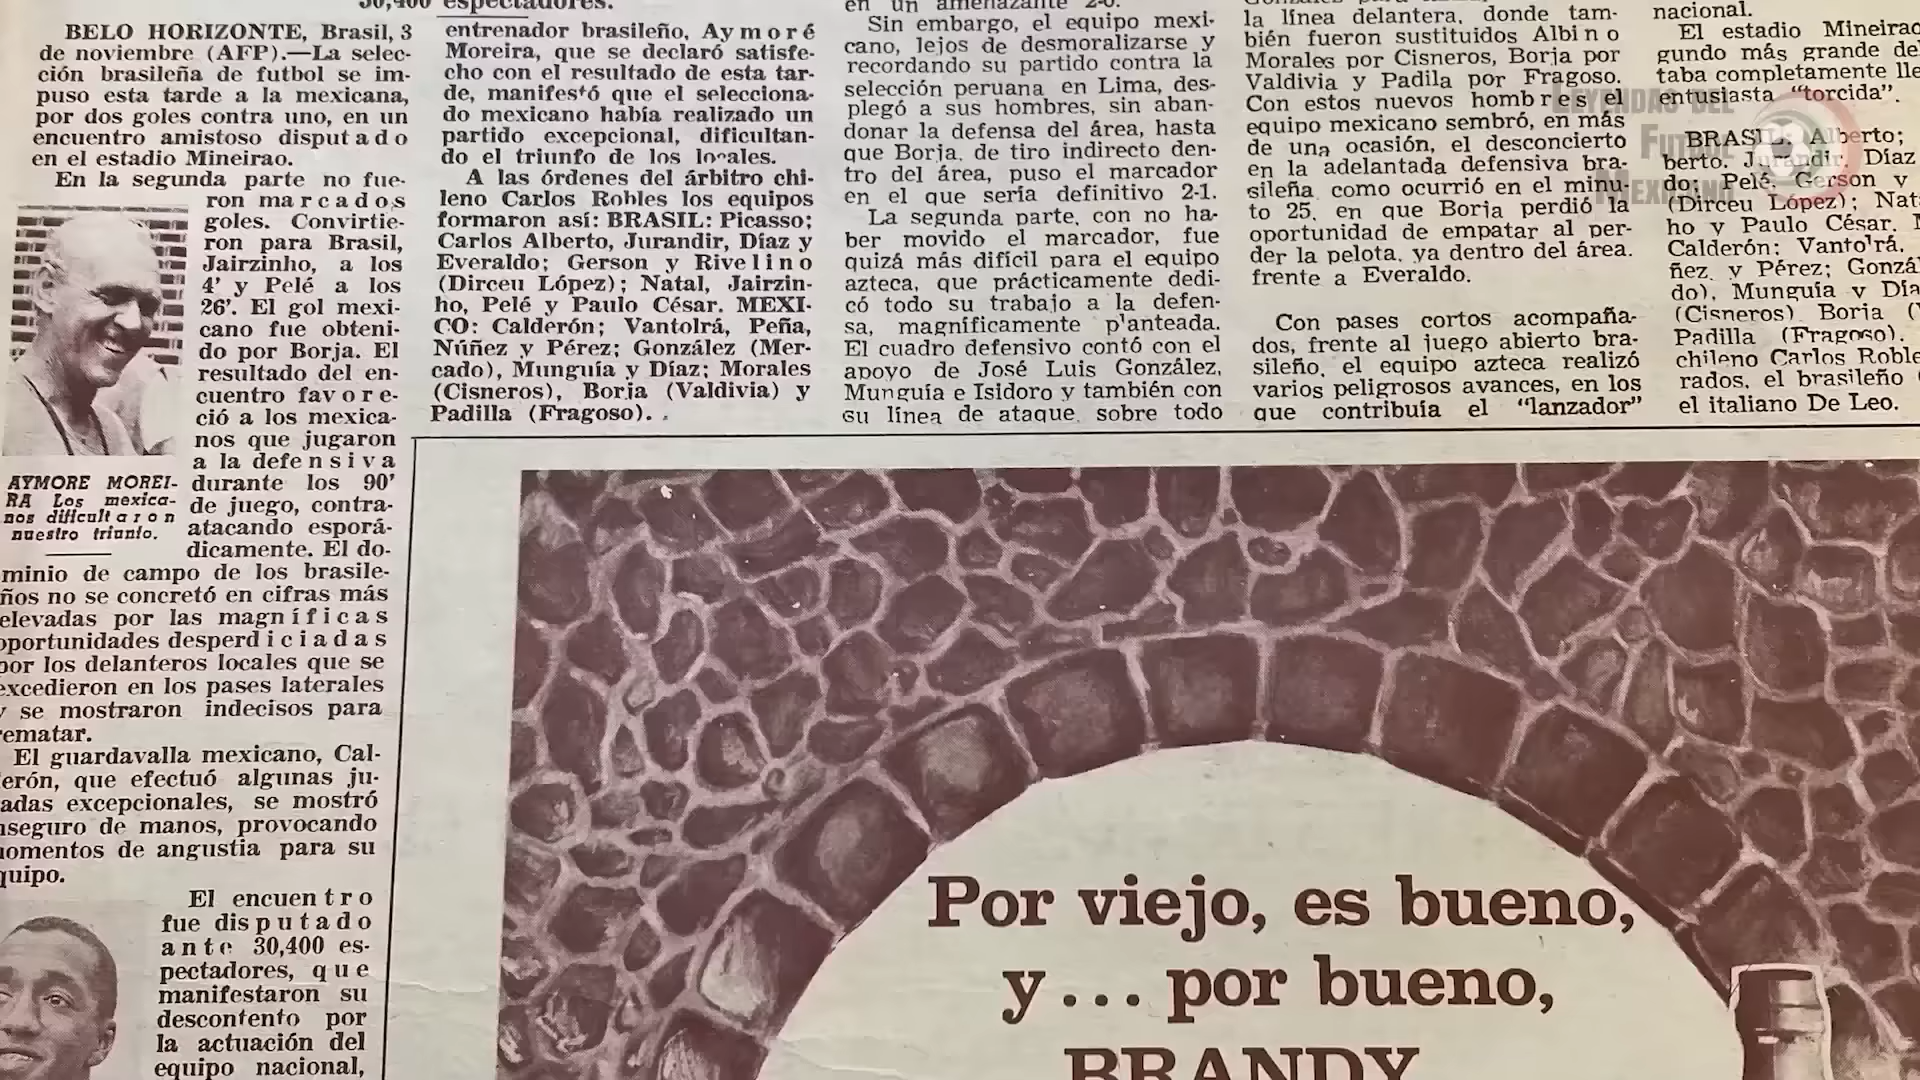 30,400 espectadores.
BELO HORIZONTE, Brasil, 3
de noviembre (AFP).—La selec-
ción brasileña de futbol se im-
puso esta tarde a la mexicana,
por dos goles contra uno, en un
encuentro amistoso disputado
en el estadio Mineirao.
En la segunda parte no fue-
ron marcados
goles. Convirtie-
ron para Brasil,
Jairzinho, a los
4' y Pelé a los
26'. El gol mexi-
cano fue obteni-
do por Borja. El
resultado del en-
cuentro favore-
ció a los mexica-
nos que jugaron
a la defensiva
durante los 90'
de juego, contra-
atacando esporá-
dicamente. El do-
minio de campo de los brasile-
ños no se concretó en cifras más
elevadas por las magníficas
oportunidades desperdiciadas
por los delanteros locales que se
excedieron en los pases laterales
y se mostraron indecisos para
rematar.
El guardavalla mexicano, Cal-
erón, que efectuó algunas ju-
adas excepcionales, se mostró
nseguro de manos, provocando
omentos de angustia para su
quipo.
El encuentro
fue disputado
ante 30,400 es-
pectadores, que
manifestaron su
descontento por
la actuación del
equipo nacional,
AYMORE MOREI-
RA Los mexica-
nos dificultaron
nuestro triunfo.
entrenador brasileño, Aymoré
Moreira, que se declaró satisfe-
cho con el resultado de esta tar-
de, manifestó que el selecciona-
do mexicano había realizado un
partido excepcional, dificultan-
do el triunfo de los locales.
A las órdenes del árbitro chi-
leno Carlos Robles los equipos
formaron así: BRASIL: Picasso;
Carlos Alberto, Jurandir, Díaz y
Everaldo; Gerson y Rivelino
(Dirceu López); Natal, Jairzin-
ho, Pelé y Paulo César. MEXI-
CO: Calderón; Vantolrá, Peña,
Núñez y Pérez; González (Mer-
cado), Munguía y Díaz; Morales
(Cisneros), Borja (Valdivia) y
Padilla (Fragoso).
en un amenazante 2-0.
Sin embargo, el equipo mexi-
cano, lejos de desmoralizarse y
recordando su partido contra la
selección peruana en Lima, des-
plegó a sus hombres, sin aban-
donar la defensa del área, hasta
que Borja, de tiro indirecto den-
tro del área, puso el marcador
en el que sería definitivo 2-1.
La segunda parte, con no ha-
ber movido el marcador, fue
quizá más difícil para el equipo
azteca, que prácticamente dedi-
có todo su trabajo a la defen-
sa, magníficamente planteada.
El cuadro defensivo contó con el
apoyo de José Luis González,
Munguía e Isidoro y también con
su línea de ataque, sobre todo
la línea delantera, donde tam-
bién fueron sustituidos Albino
Morales por Cisneros, Borja por
Valdivia y Padila por Fragoso.
Con estos nuevos hombres el
equipo mexicano sembró, en más
de una ocasión, el desconcierto
en la adelantada defensiva bra-
sileña como ocurrió en el minu-
to 25, en que Borja perdió la
oportunidad de empatar al per-
der la pelota, ya dentro del área.
frente a Everaldo.
Con pases cortos acompaña-
dos, frente al juego abierto bra-
sileño, el equipo azteca realizó
varios peligrosos avances, en los
que contribuía el "lanzador"
nacional.
El estadio Mineirao
gundo más grande de
taba completamente lle
entusiasta "torcida".
BRASIL: Alberto;
berto, Jurandir, Díaz
do; Pelé, Gerson y
(Dirceu López); Nat
ho y Paulo César.
Calderón; Vantolrá,
ñez y Pérez; Gonzá
do), Munguía y Día
(Cisneros) Borja
Padilla (Fragoso).
chileno Carlos Roble
rados, el brasileño
el italiano De Leo.
LEYENDAS DEL
FUTBOL
MEXICANO
Por viejo, es bueno,
y... por bueno,
BRANDY